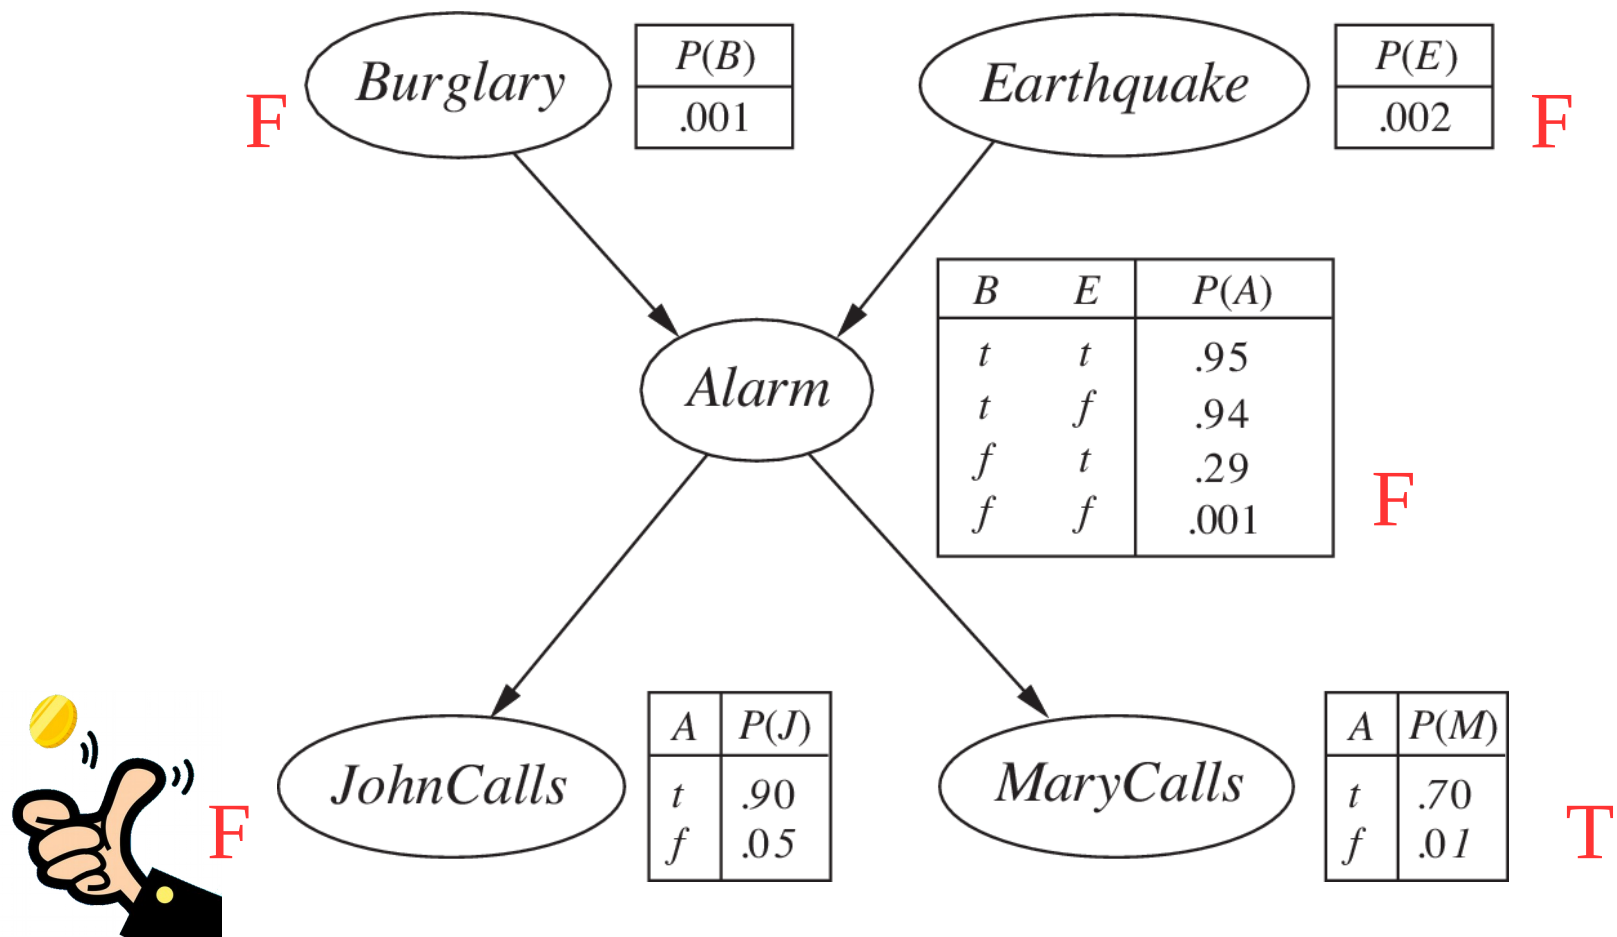 Burglary
P(B)
.001
F
Earthquake
P(E)
.002
F
Alarm
B E P(A)
t t .95
t f .94
f t .29
f f .001
F
JohnCalls
A P(J)
t .90
f .05
F
MaryCalls
A P(M)
t .70
f .01
T